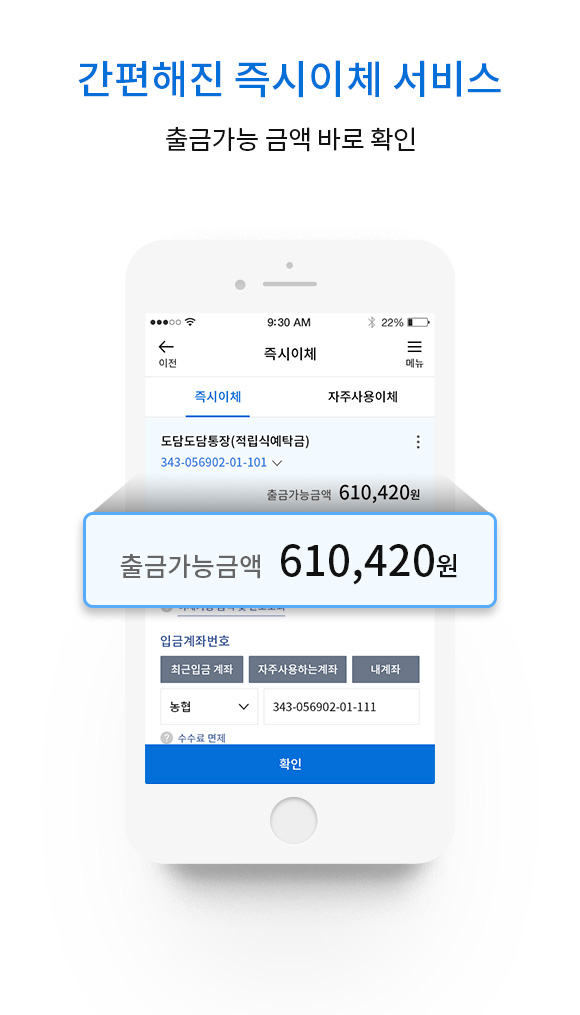 간편해진 즉시이체 서비스
출금가능 금액 바로 확인
9:30 AM 22%
이전 즉시이체 메뉴
즉시이체 자주사용이체
도담도담통장(적립식예탁금)
343-056902-01-101
출금가능금액 610,420원
출금가능금액 610,420원
입금계좌번호
최근입금 계좌 자주사용하는계좌 내계좌
농협 343-056902-01-111
? 수수료 면제
확인